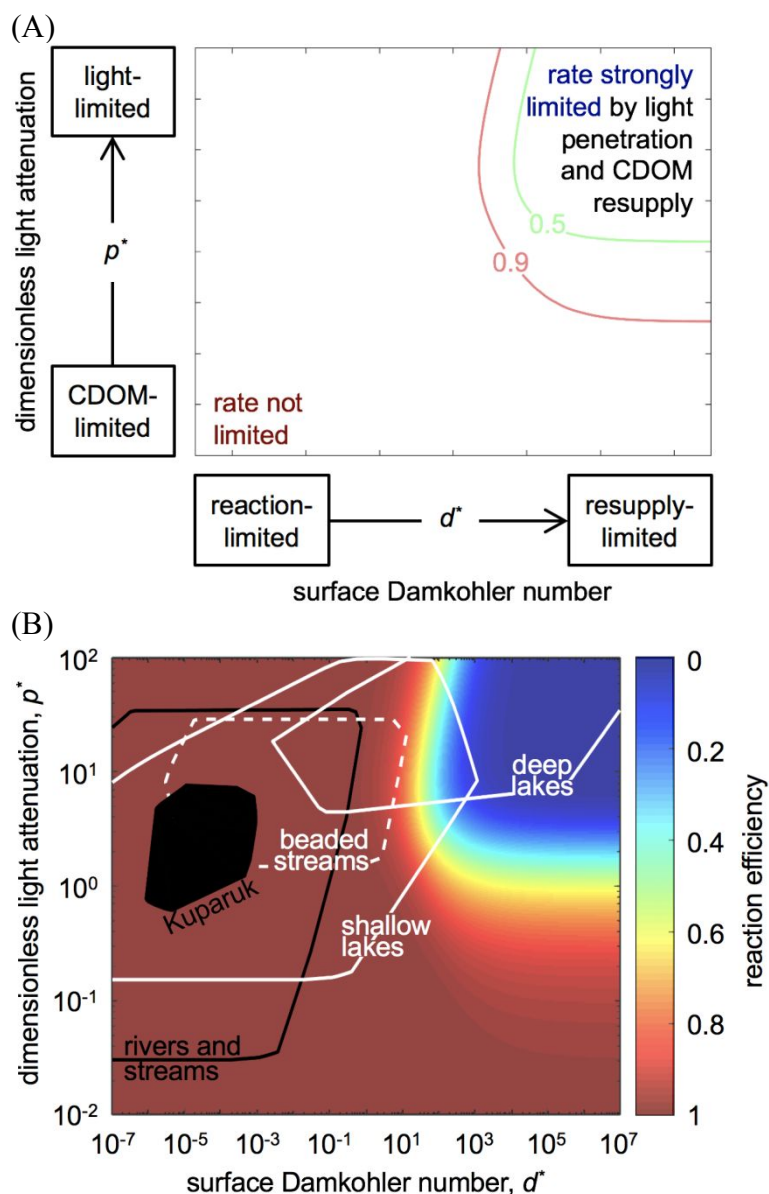 (A)
light-
limited
p*
CDOM-
limited
dimensionless light attenuation
rate strongly
limited by light
penetration
and CDOM
resupply
0.5
0.9
rate not
limited
reaction-
limited
d*
resupply-
limited
surface Damkohler number
(B)
dimensionless light attenuation, p*
10^2
10^1
10^0
10^-1
10^-2
deep
lakes
beaded
streams
Kuparuk
shallow
lakes
rivers and
streams
10^-7 10^-5 10^-3 10^-1 10^1 10^3 10^5 10^7
surface Damkohler number, d*
0
0.2
0.4
0.6
0.8
1
reaction efficiency